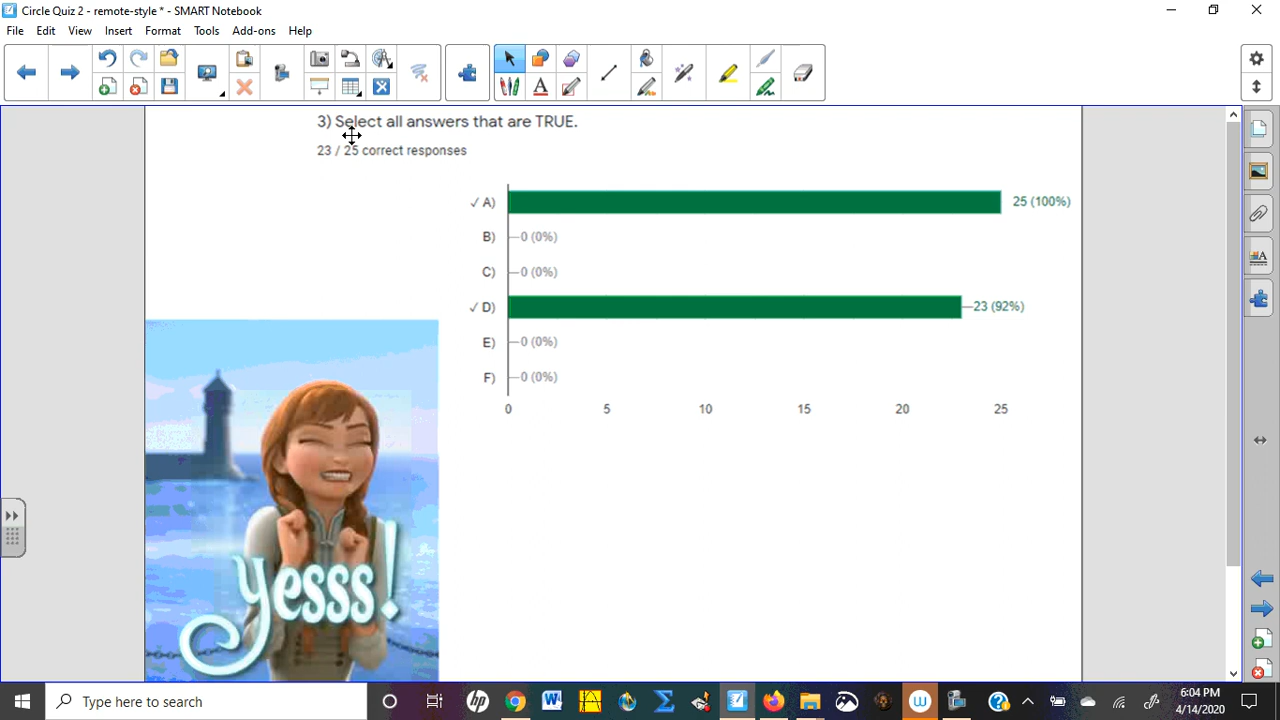 Circle Quiz 2 - remote-style * - SMART Notebook
File Edit View Insert Format Tools Add-ons Help
3) Select all answers that are TRUE.
23 / 25 correct responses
✓ A) 25 (100%)
B) 0 (0%)
C) 0 (0%)
✓ D) 23 (92%)
E) 0 (0%)
F) 0 (0%)
0 5 10 15 20 25
yesss!
Type here to search
6:04 PM
4/14/2020